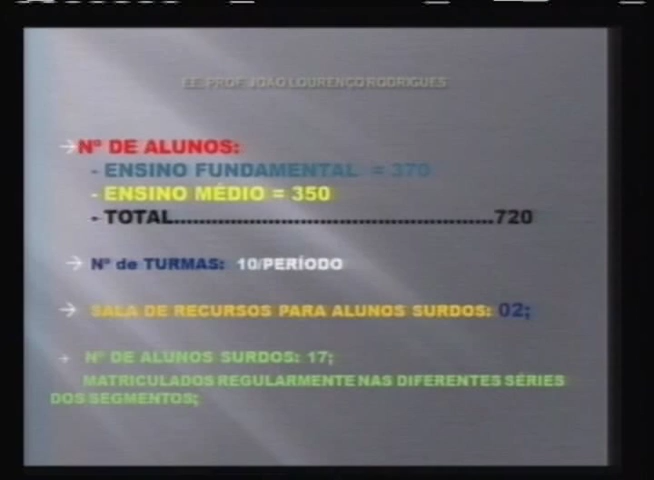 EE. PROF. JOÃO LOURENÇO RODRIGUES
→Nº DE ALUNOS:
- ENSINO FUNDAMENTAL = 370
- ENSINO MÉDIO = 350
- TOTAL.................................................720
→ Nº de TURMAS: 10/PERÍODO
→ SALA DE RECURSOS PARA ALUNOS SURDOS: 02;
+ Nº DE ALUNOS SURDOS: 17;
MATRICULADOS REGULARMENTE NAS DIFERENTES SÉRIES
DOS SEGMENTOS;